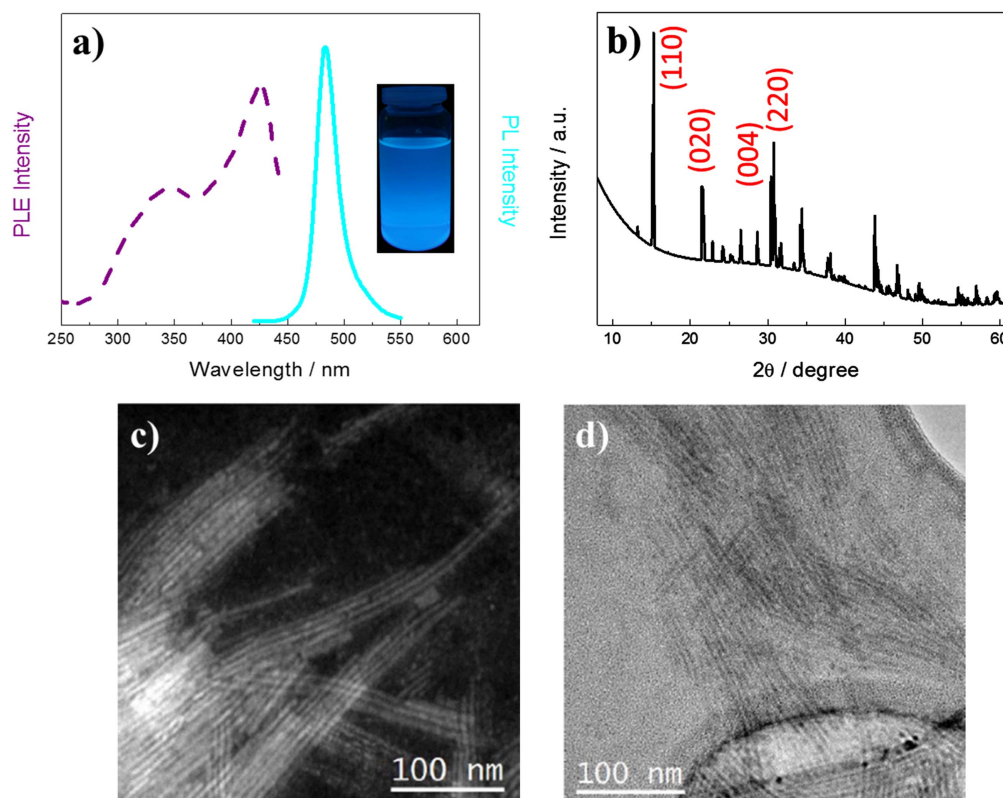 a)
PLE Intensity
PL Intensity
250 300 350 400 450 500 550 600
Wavelength / nm
b)
(110)
(020)
(004)
(220)
Intensity / a.u.
10 20 30 40 50 60
2θ / degree
c)
100 nm
d)
100 nm